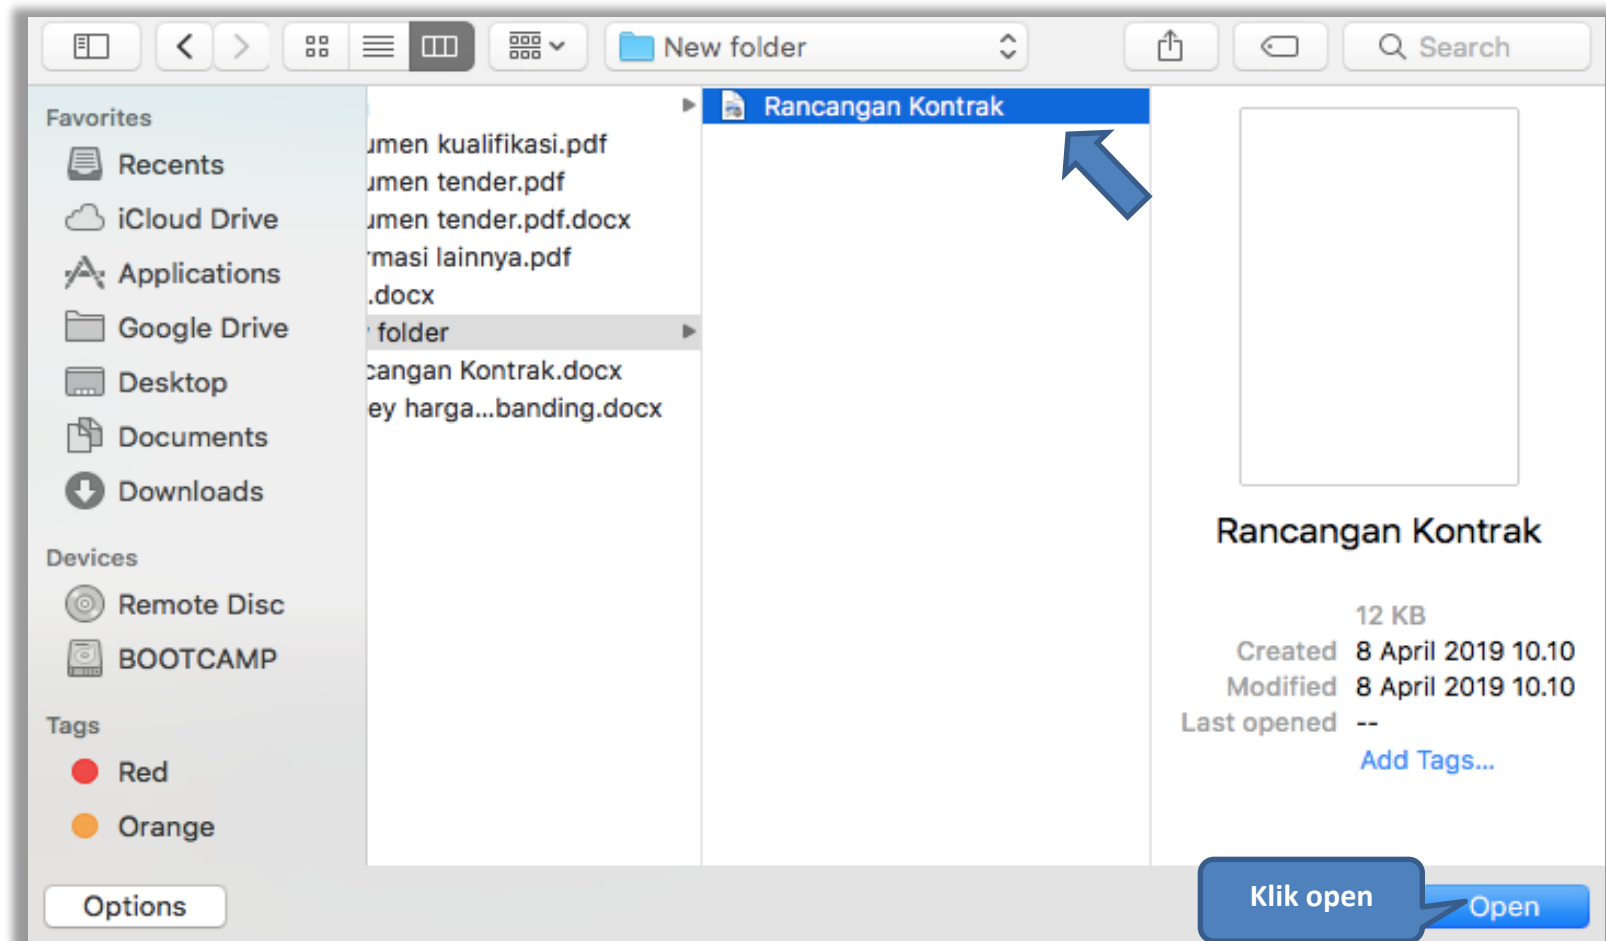 New folder
Search
Favorites
Recents
iCloud Drive
Applications
Google Drive
Desktop
Documents
Downloads
Devices
Remote Disc
BOOTCAMP
Tags
Red
Orange
umen kualifikasi.pdf
umen tender.pdf
umen tender.pdf.docx
rmasi lainnya.pdf
.docx
folder
cangan Kontrak.docx
ey harga...banding.docx
Rancangan Kontrak
Rancangan Kontrak
12 KB
Created 8 April 2019 10.10
Modified 8 April 2019 10.10
Last opened --
Add Tags...
Options
Klik open
Open